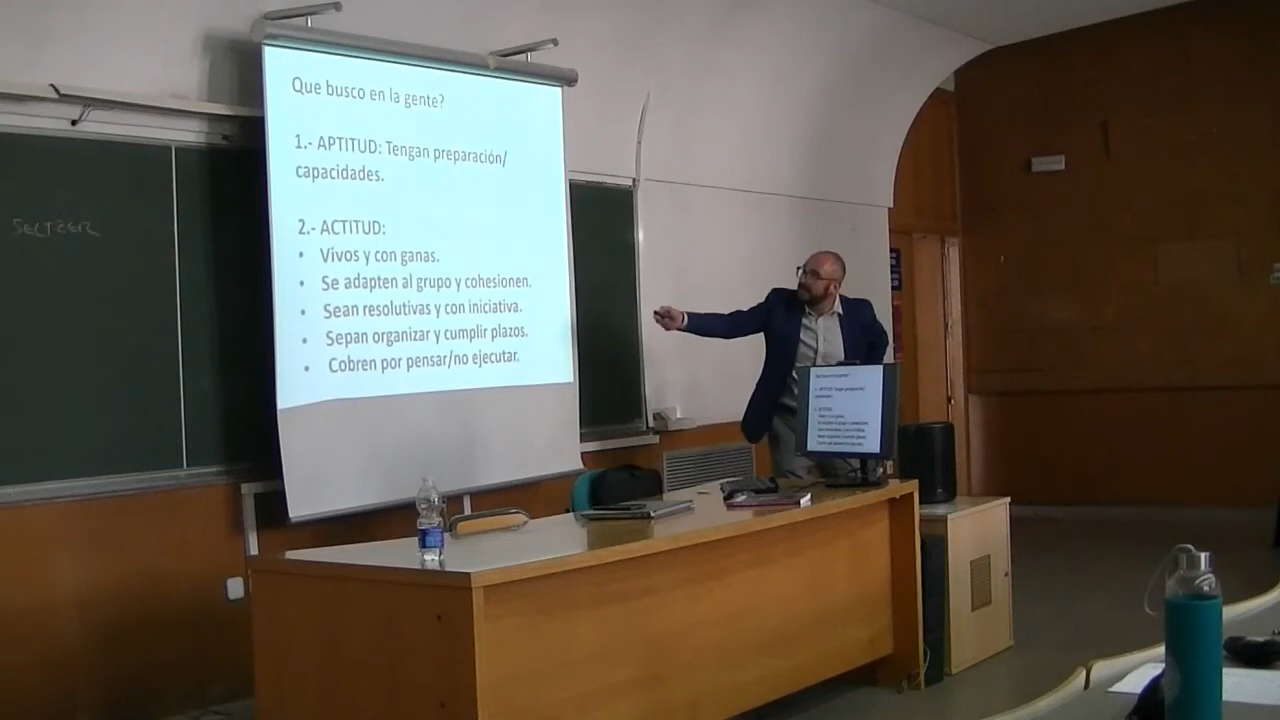 Que busco en la gente?
1.- APTITUD: Tengan preparación/
capacidades.
2.- ACTITUD:
• Vivos y con ganas.
• Se adapten al grupo y cohesionen.
• Sean resolutivas y con iniciativa.
• Sepan organizar y cumplir plazos.
• Cobren por pensar/no ejecutar.
SELTZER